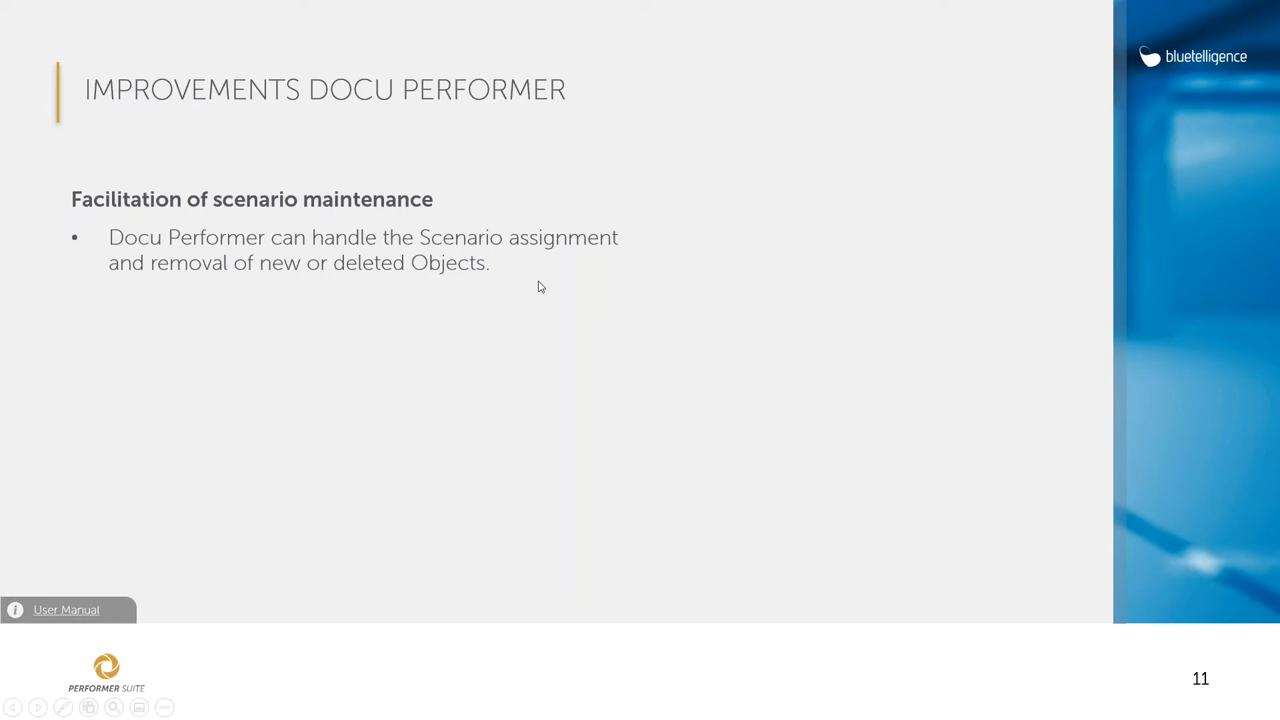 bluetelligence
IMPROVEMENTS DOCU PERFORMER
Facilitation of scenario maintenance
• Docu Performer can handle the Scenario assignment
and removal of new or deleted Objects.
i User Manual
PERFORMER SUITE
11